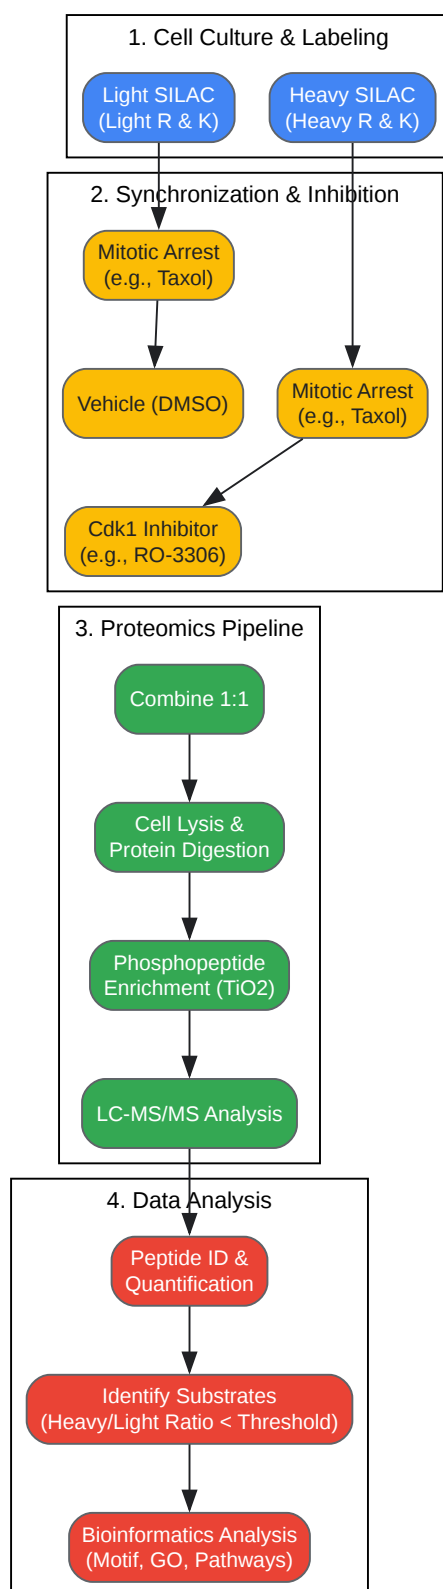 1. Cell Culture & Labeling
Light SILAC
(Light R & K)
Heavy SILAC
(Heavy R & K)
2. Synchronization & Inhibition
Mitotic Arrest
(e.g., Taxol)
Vehicle (DMSO)
Mitotic Arrest
(e.g., Taxol)
Cdk1 Inhibitor
(e.g., RO-3306)
3. Proteomics Pipeline
Combine 1:1
Cell Lysis &
Protein Digestion
Phosphopeptide
Enrichment (TiO2)
LC-MS/MS Analysis
4. Data Analysis
Peptide ID &
Quantification
Identify Substrates
(Heavy/Light Ratio < Threshold)
Bioinformatics Analysis
(Motif, GO, Pathways)